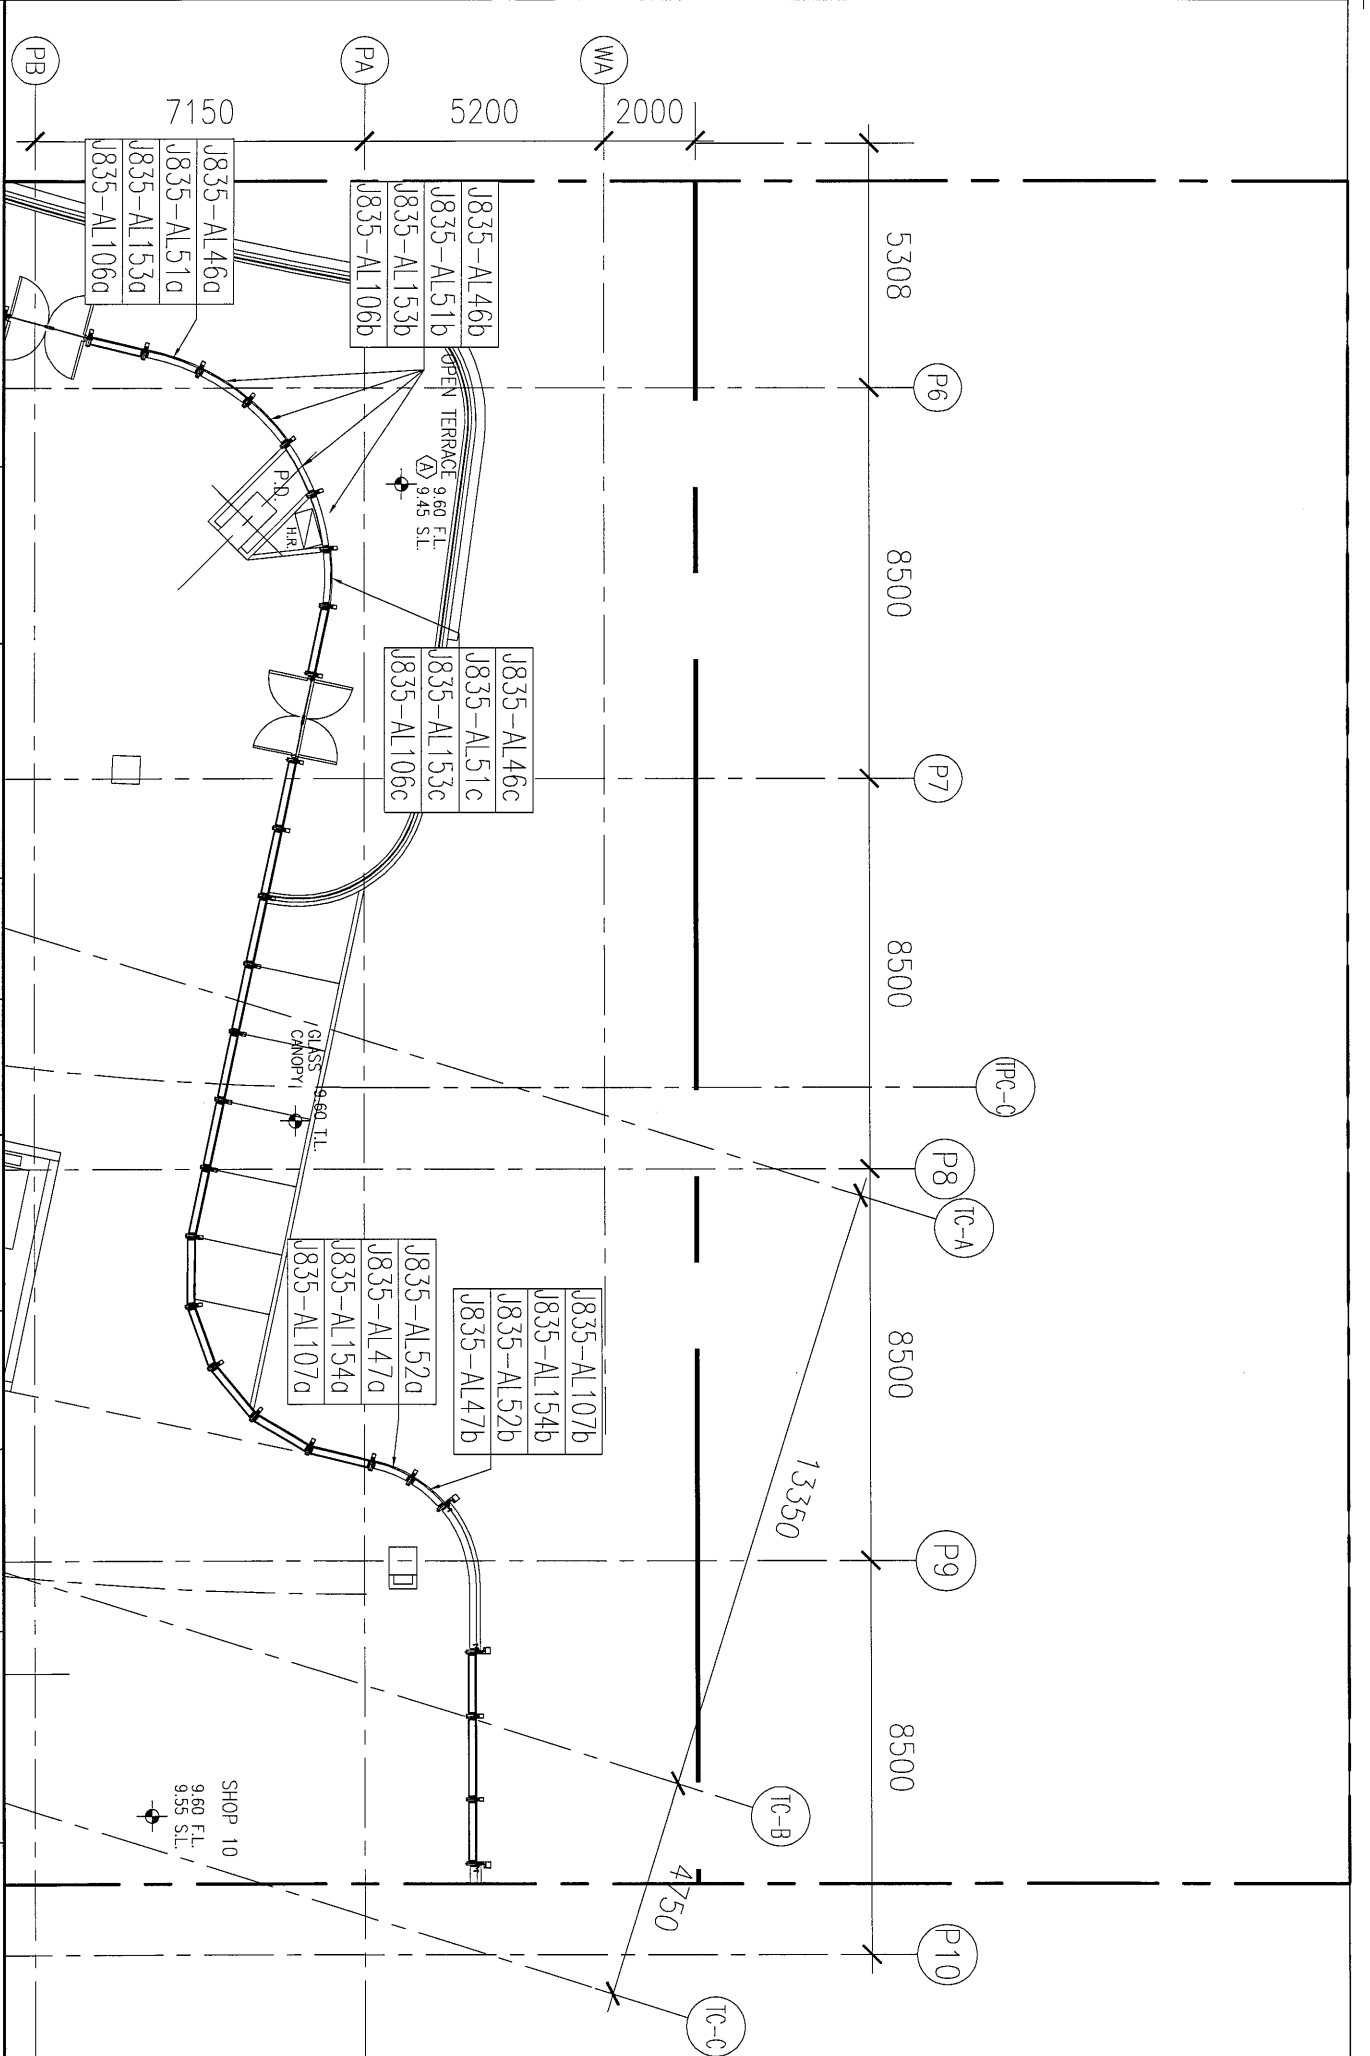 PB
PA
WA
7150
5200
2000
5308
8500
8500
8500
8500
P6
P7
TPC-C
P8
TC-A
P9
TC-B
P10
TC-C
13350
4750
J835-AL46a
J835-AL51a
J835-AL153a
J835-AL106a
J835-AL46b
J835-AL51b
J835-AL153b
J835-AL106b
OPEN TERRACE
A
9.60 F.L.
9.45 S.L.
P.D.
H.R.
J835-AL46c
J835-AL51c
J835-AL153c
J835-AL106c
GLASS
CANOPY
9.60 T.L.
J835-AL52a
J835-AL47a
J835-AL154a
J835-AL107a
J835-AL107b
J835-AL154b
J835-AL52b
J835-AL47b
SHOP 10
9.60 F.L.
9.55 S.L.